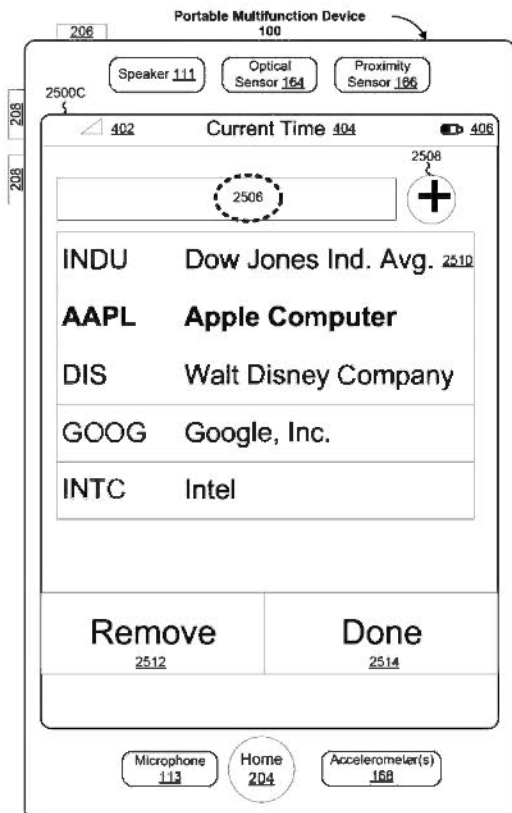 Portable Multifunction Device
100
206
Speaker 111
Optical
Sensor 164
Proximity
Sensor 166
2500C
208
208
402
Current Time 404
406
2508
2506
INDU Dow Jones Ind. Avg. 2510
AAPL Apple Computer
DIS Walt Disney Company
GOOG Google, Inc.
INTC Intel
Remove
2512
Done
2514
Microphone
113
Home
204
Accelerometer(s)
168